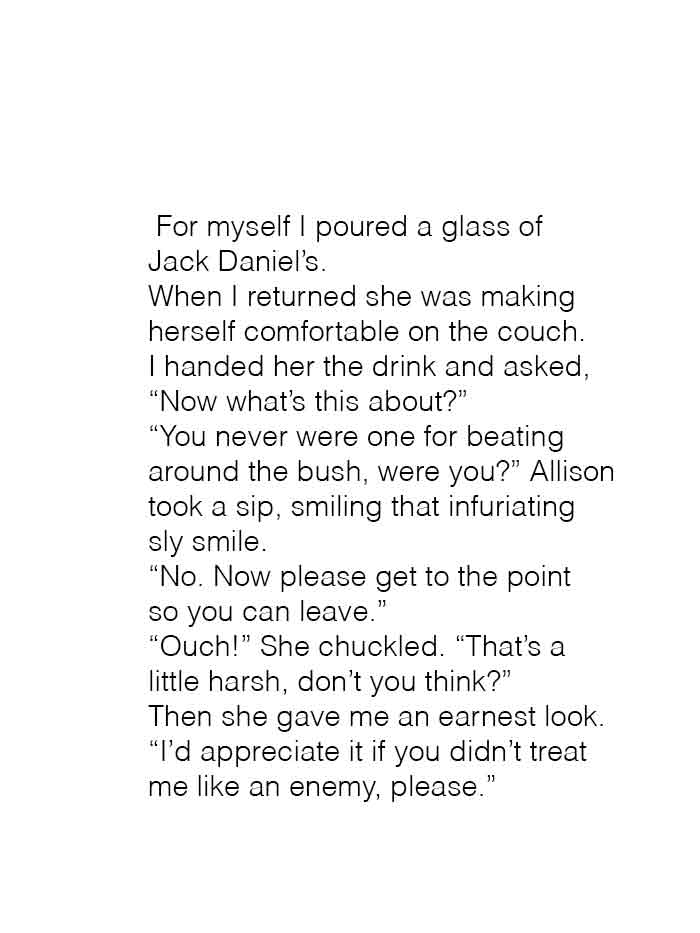 For myself I poured a glass of
Jack Daniel’s.
When I returned she was making
herself comfortable on the couch.
I handed her the drink and asked,
“Now what’s this about?”
“You never were one for beating
around the bush, were you?” Allison
took a sip, smiling that infuriating
sly smile.
“No. Now please get to the point
so you can leave.”
“Ouch!” She chuckled. “That’s a
little harsh, don’t you think?”
Then she gave me an earnest look.
“I’d appreciate it if you didn’t treat
me like an enemy, please.”